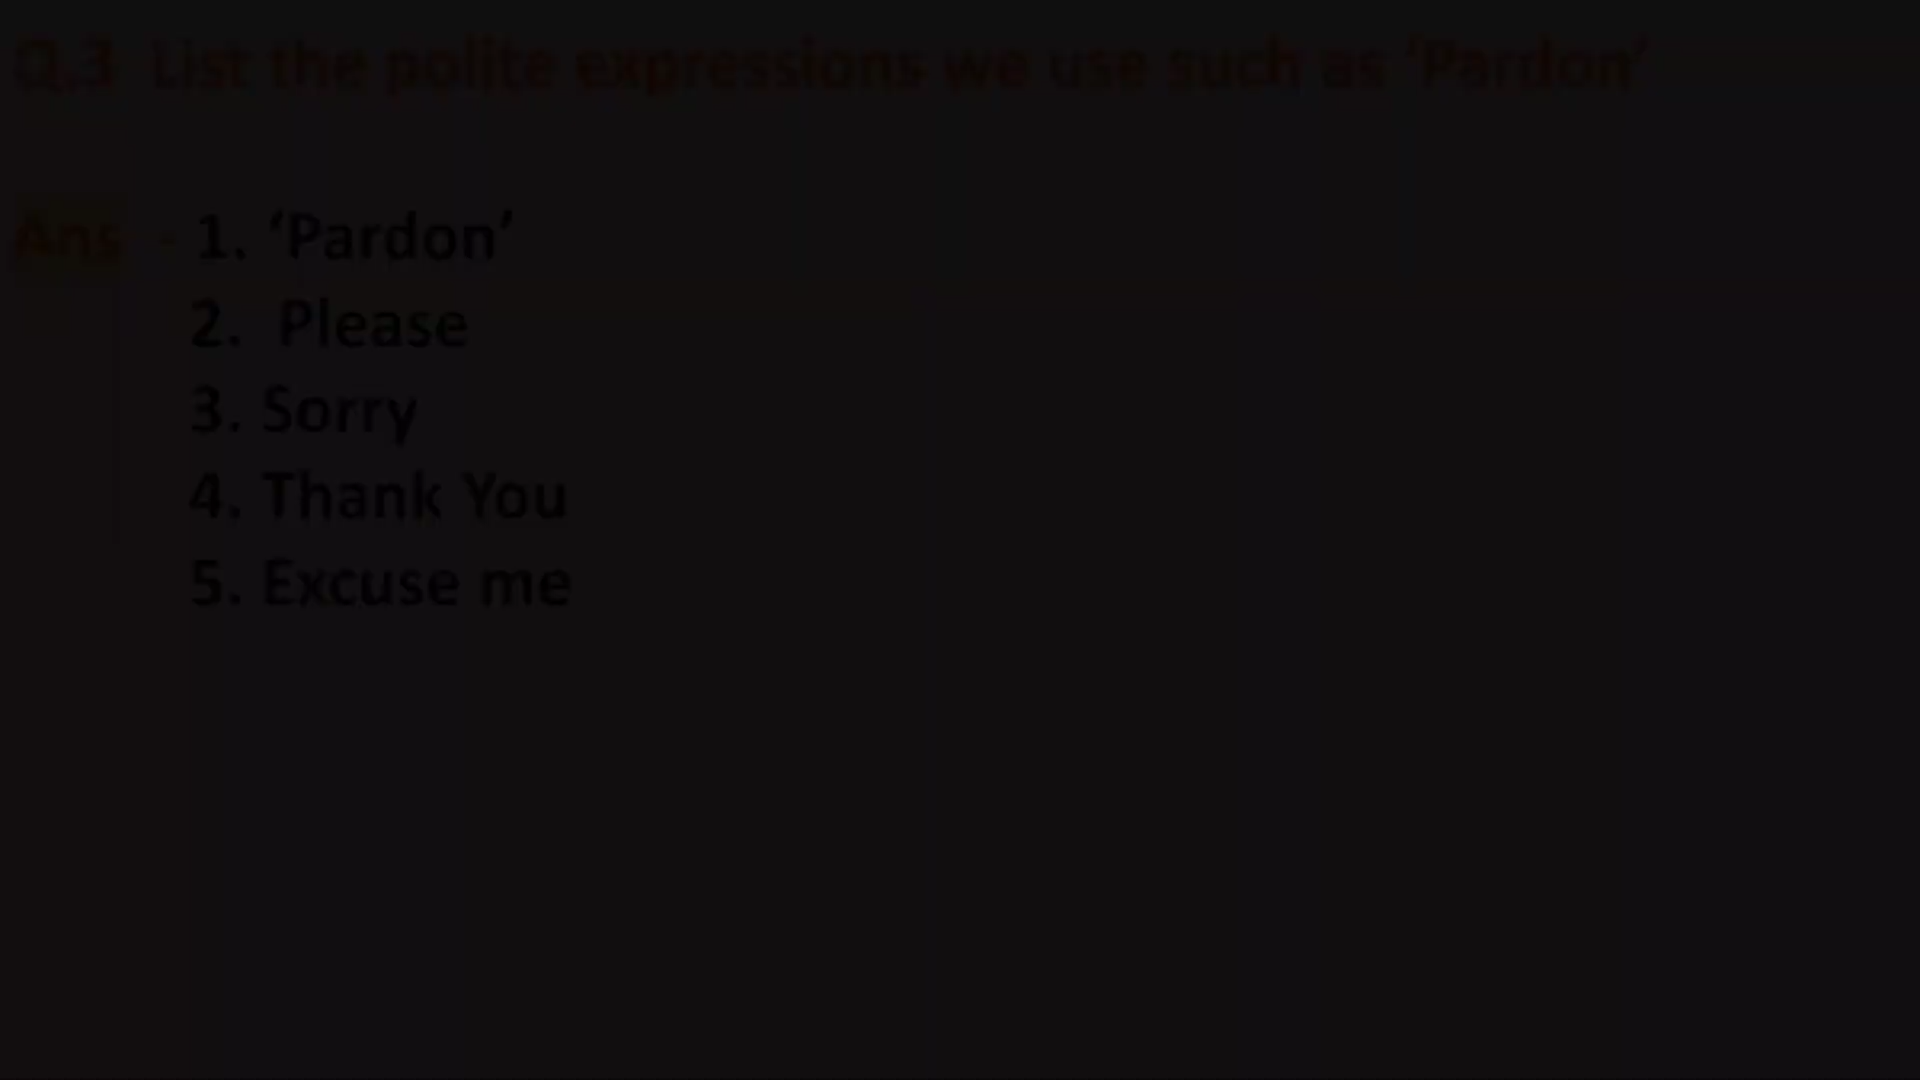 Q.3 List the polite expressions we use such as ‘Pardon’
Ans - 1. ‘Pardon’
2. Please
3. Sorry
4. Thank You
5. Excuse me